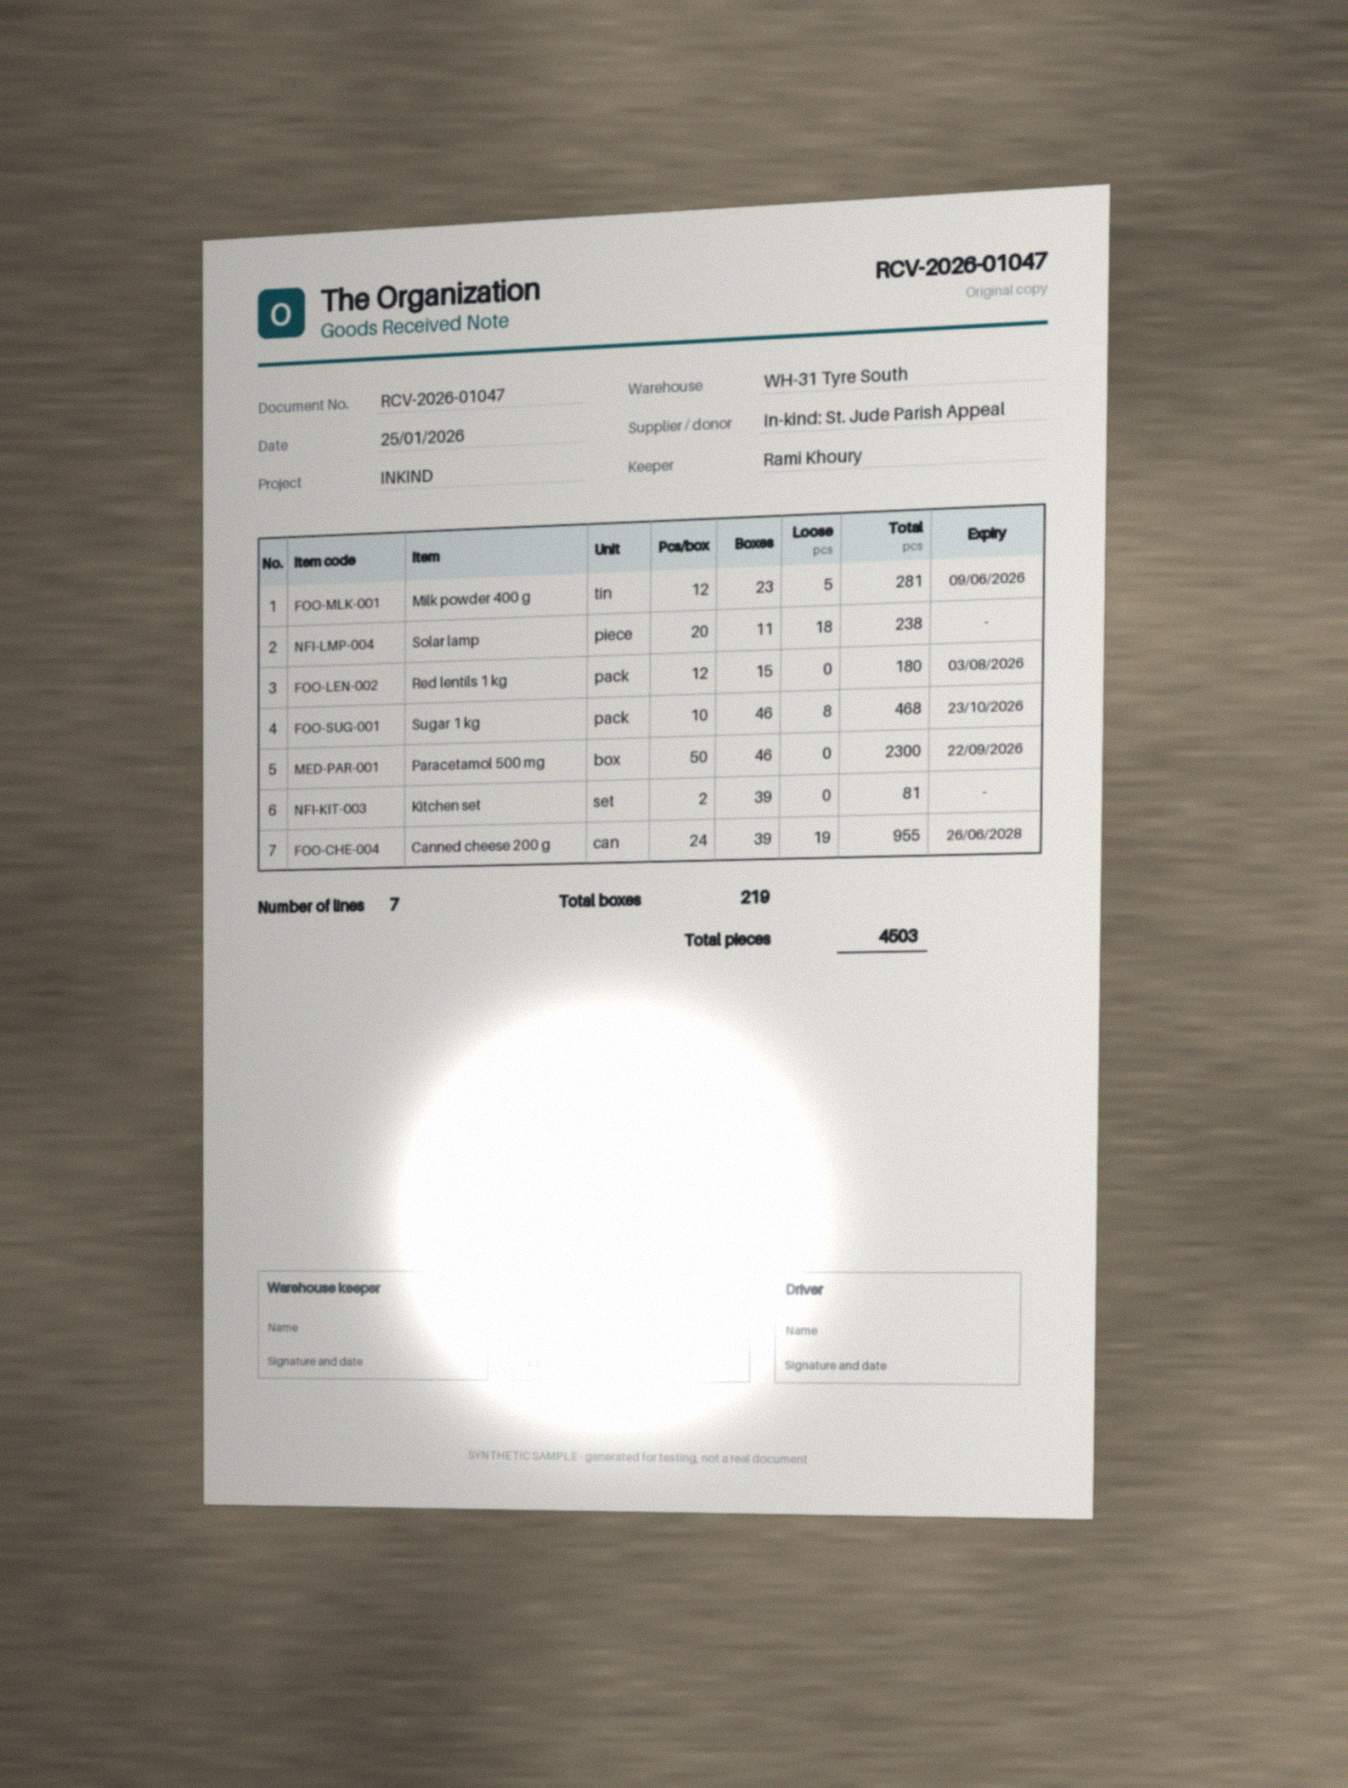 O
The Organization
Goods Received Note
RCV-2026-01047
Original copy
Document No. RCV-2026-01047
Date 25/01/2026
Project INKIND
Warehouse WH-31 Tyre South
Supplier / donor In-kind: St. Jude Parish Appeal
Keeper Rami Khoury
No. Item code Item Unit Pcs/box Boxes Loose pcs Total pcs Expiry
1 FOO-MLK-001 Milk powder 400 g tin 12 23 5 281 09/06/2026
2 NFI-LMP-004 Solar lamp piece 20 11 18 238 -
3 FOO-LEN-002 Red lentils 1 kg pack 12 15 0 180 03/08/2026
4 FOO-SUG-001 Sugar 1 kg pack 10 46 8 468 23/10/2026
5 MED-PAR-001 Paracetamol 500 mg box 50 46 0 2300 22/09/2026
6 NFI-KIT-003 Kitchen set set 2 39 0 81 -
7 FOO-CHE-004 Canned cheese 200 g can 24 39 19 955 26/06/2028
Number of lines 7 Total boxes 219
Total pieces 4503
Warehouse keeper
Name
Signature and date
Driver
Name
Signature and date
SYNTHETIC SAMPLE - generated for testing, not a real document